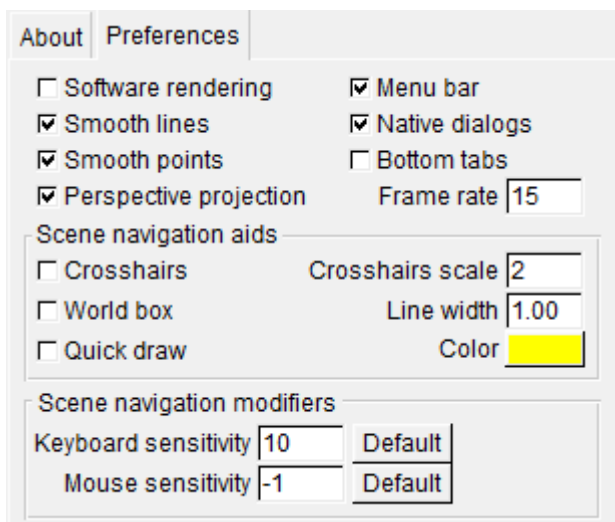 About Preferences
Software rendering Menu bar
Smooth lines Native dialogs
Smooth points Bottom tabs
Perspective projection Frame rate 15
Scene navigation aids
Crosshairs Crosshairs scale 2
World box Line width 1.00
Quick draw Color
Scene navigation modifiers
Keyboard sensitivity 10 Default
Mouse sensitivity -1 Default